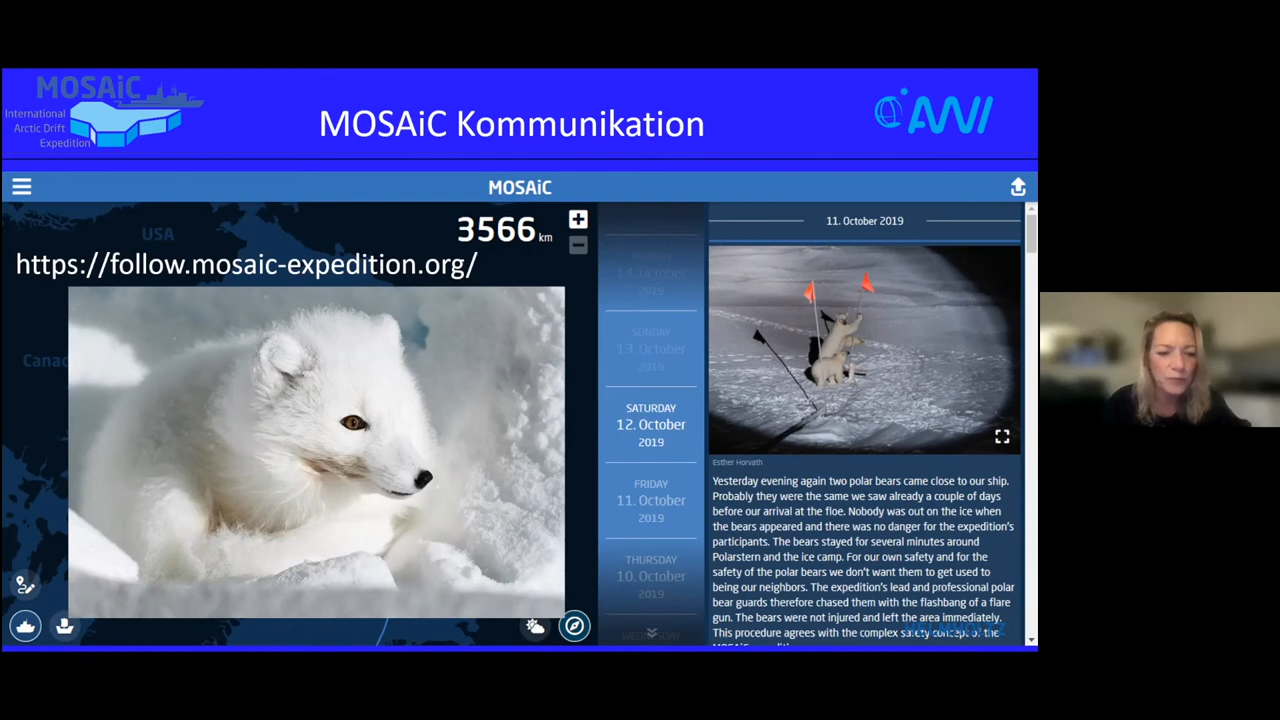 MOSAiC
International
Arctic Drift
Expedition
MOSAiC Kommunikation
AWI
MOSAiC
USA
3566 km
https://follow.mosaic-expedition.org/
Canad
14. October
2019
SUNDAY
13. October
2019
SATURDAY
12. October
2019
FRIDAY
11. October
2019
THURSDAY
10. October
2019
WEDNESDAY
11. October 2019
Esther Horvath
Yesterday evening again two polar bears came close to our ship.
Probably they were the same we saw already a couple of days
before our arrival at the floe. Nobody was out on the ice when
the bears appeared and there was no danger for the expedition's
participants. The bears stayed for several minutes around
Polarstern and the ice camp. For our own safety and for the
safety of the polar bears we don't want them to get used to
being our neighbors. The expedition's lead and professional polar
bear guards therefore chased them with the flashbang of a flare
gun. The bears were not injured and left the area immediately.
This procedure agrees with the complex safety concept of the
HELMHOLTZ